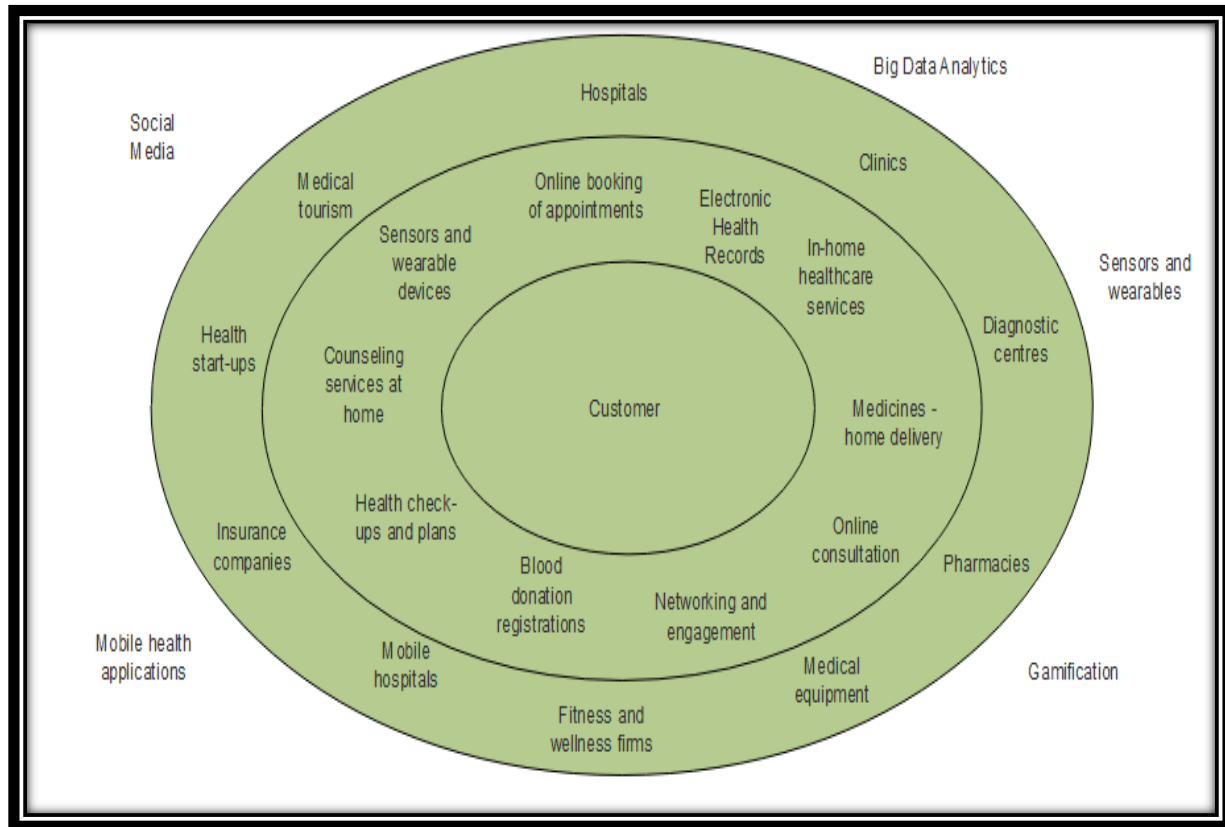 Big Data Analytics
Hospitals
Social
Media
Clinics
Medical
tourism
Online booking
of appointments
Electronic
Health
Records
Sensors and
wearable
devices
In-home
healthcare
services
Sensors and
wearables
Health
start-ups
Diagnostic
centres
Counseling
services at
home
Customer
Medicines -
home delivery
Health check-
ups and plans
Insurance
companies
Online
consultation
Pharmacies
Blood
donation
registrations
Networking and
engagement
Mobile health
applications
Mobile
hospitals
Medical
equipment
Gamification
Fitness and
wellness firms